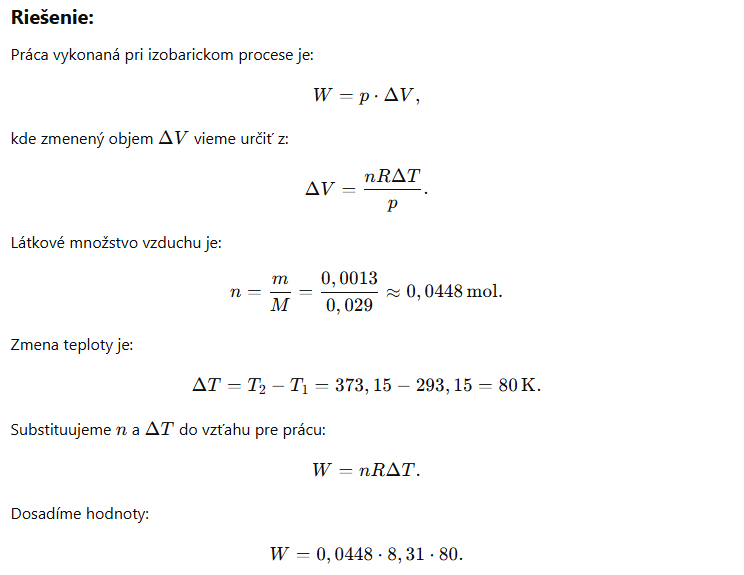 Riešenie:
Práca vykonaná pri izobarickom procese je:
W = p · ΔV,
kde zmenený objem ΔV vieme určiť z:
ΔV = nRΔT / p.
Látkové množstvo vzduchu je:
n = m / M = 0,0013 / 0,029 ≈ 0,0448 mol.
Zmena teploty je:
ΔT = T₂ − T₁ = 373,15 − 293,15 = 80 K.
Substituujeme n a ΔT do vzťahu pre prácu:
W = nRΔT.
Dosadíme hodnoty:
W = 0,0448 · 8,31 · 80.